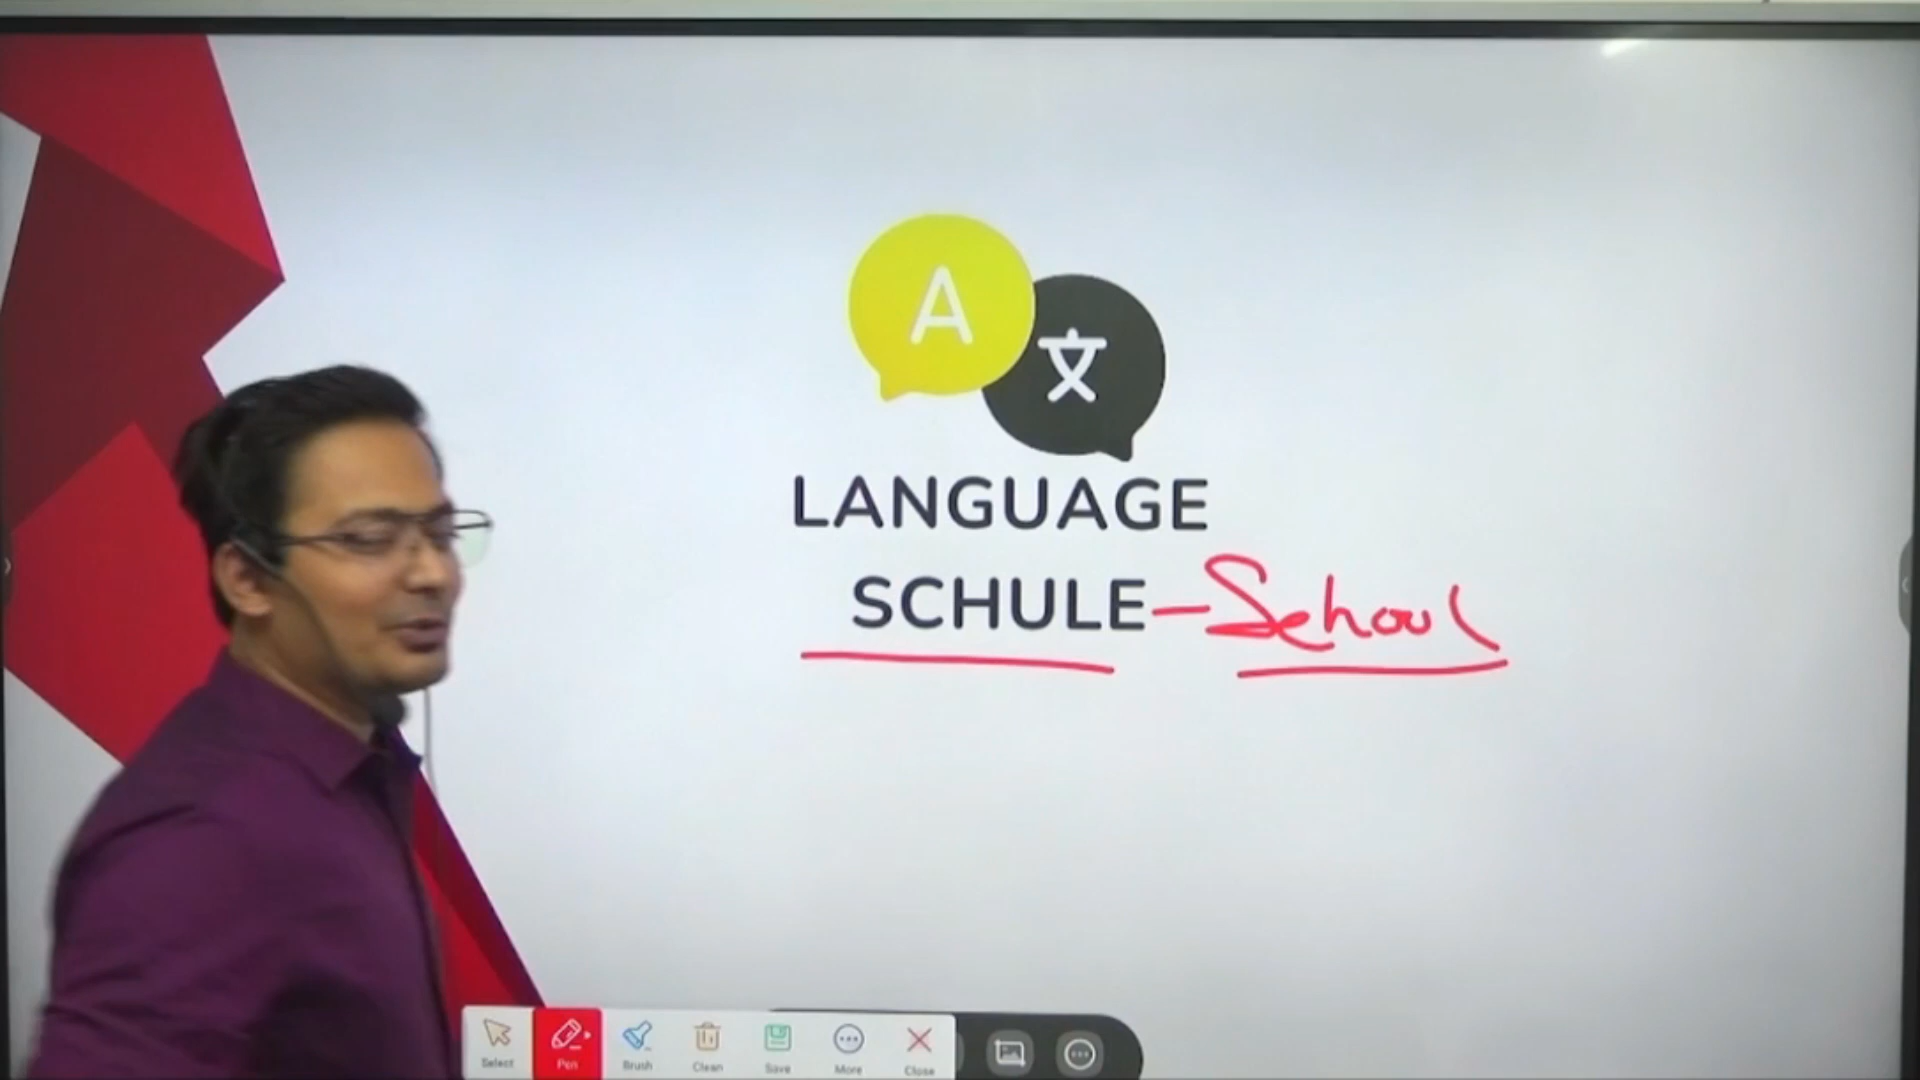 A
文
LANGUAGE
SCHULE - School
Select Pen Brush Clean Save More Close